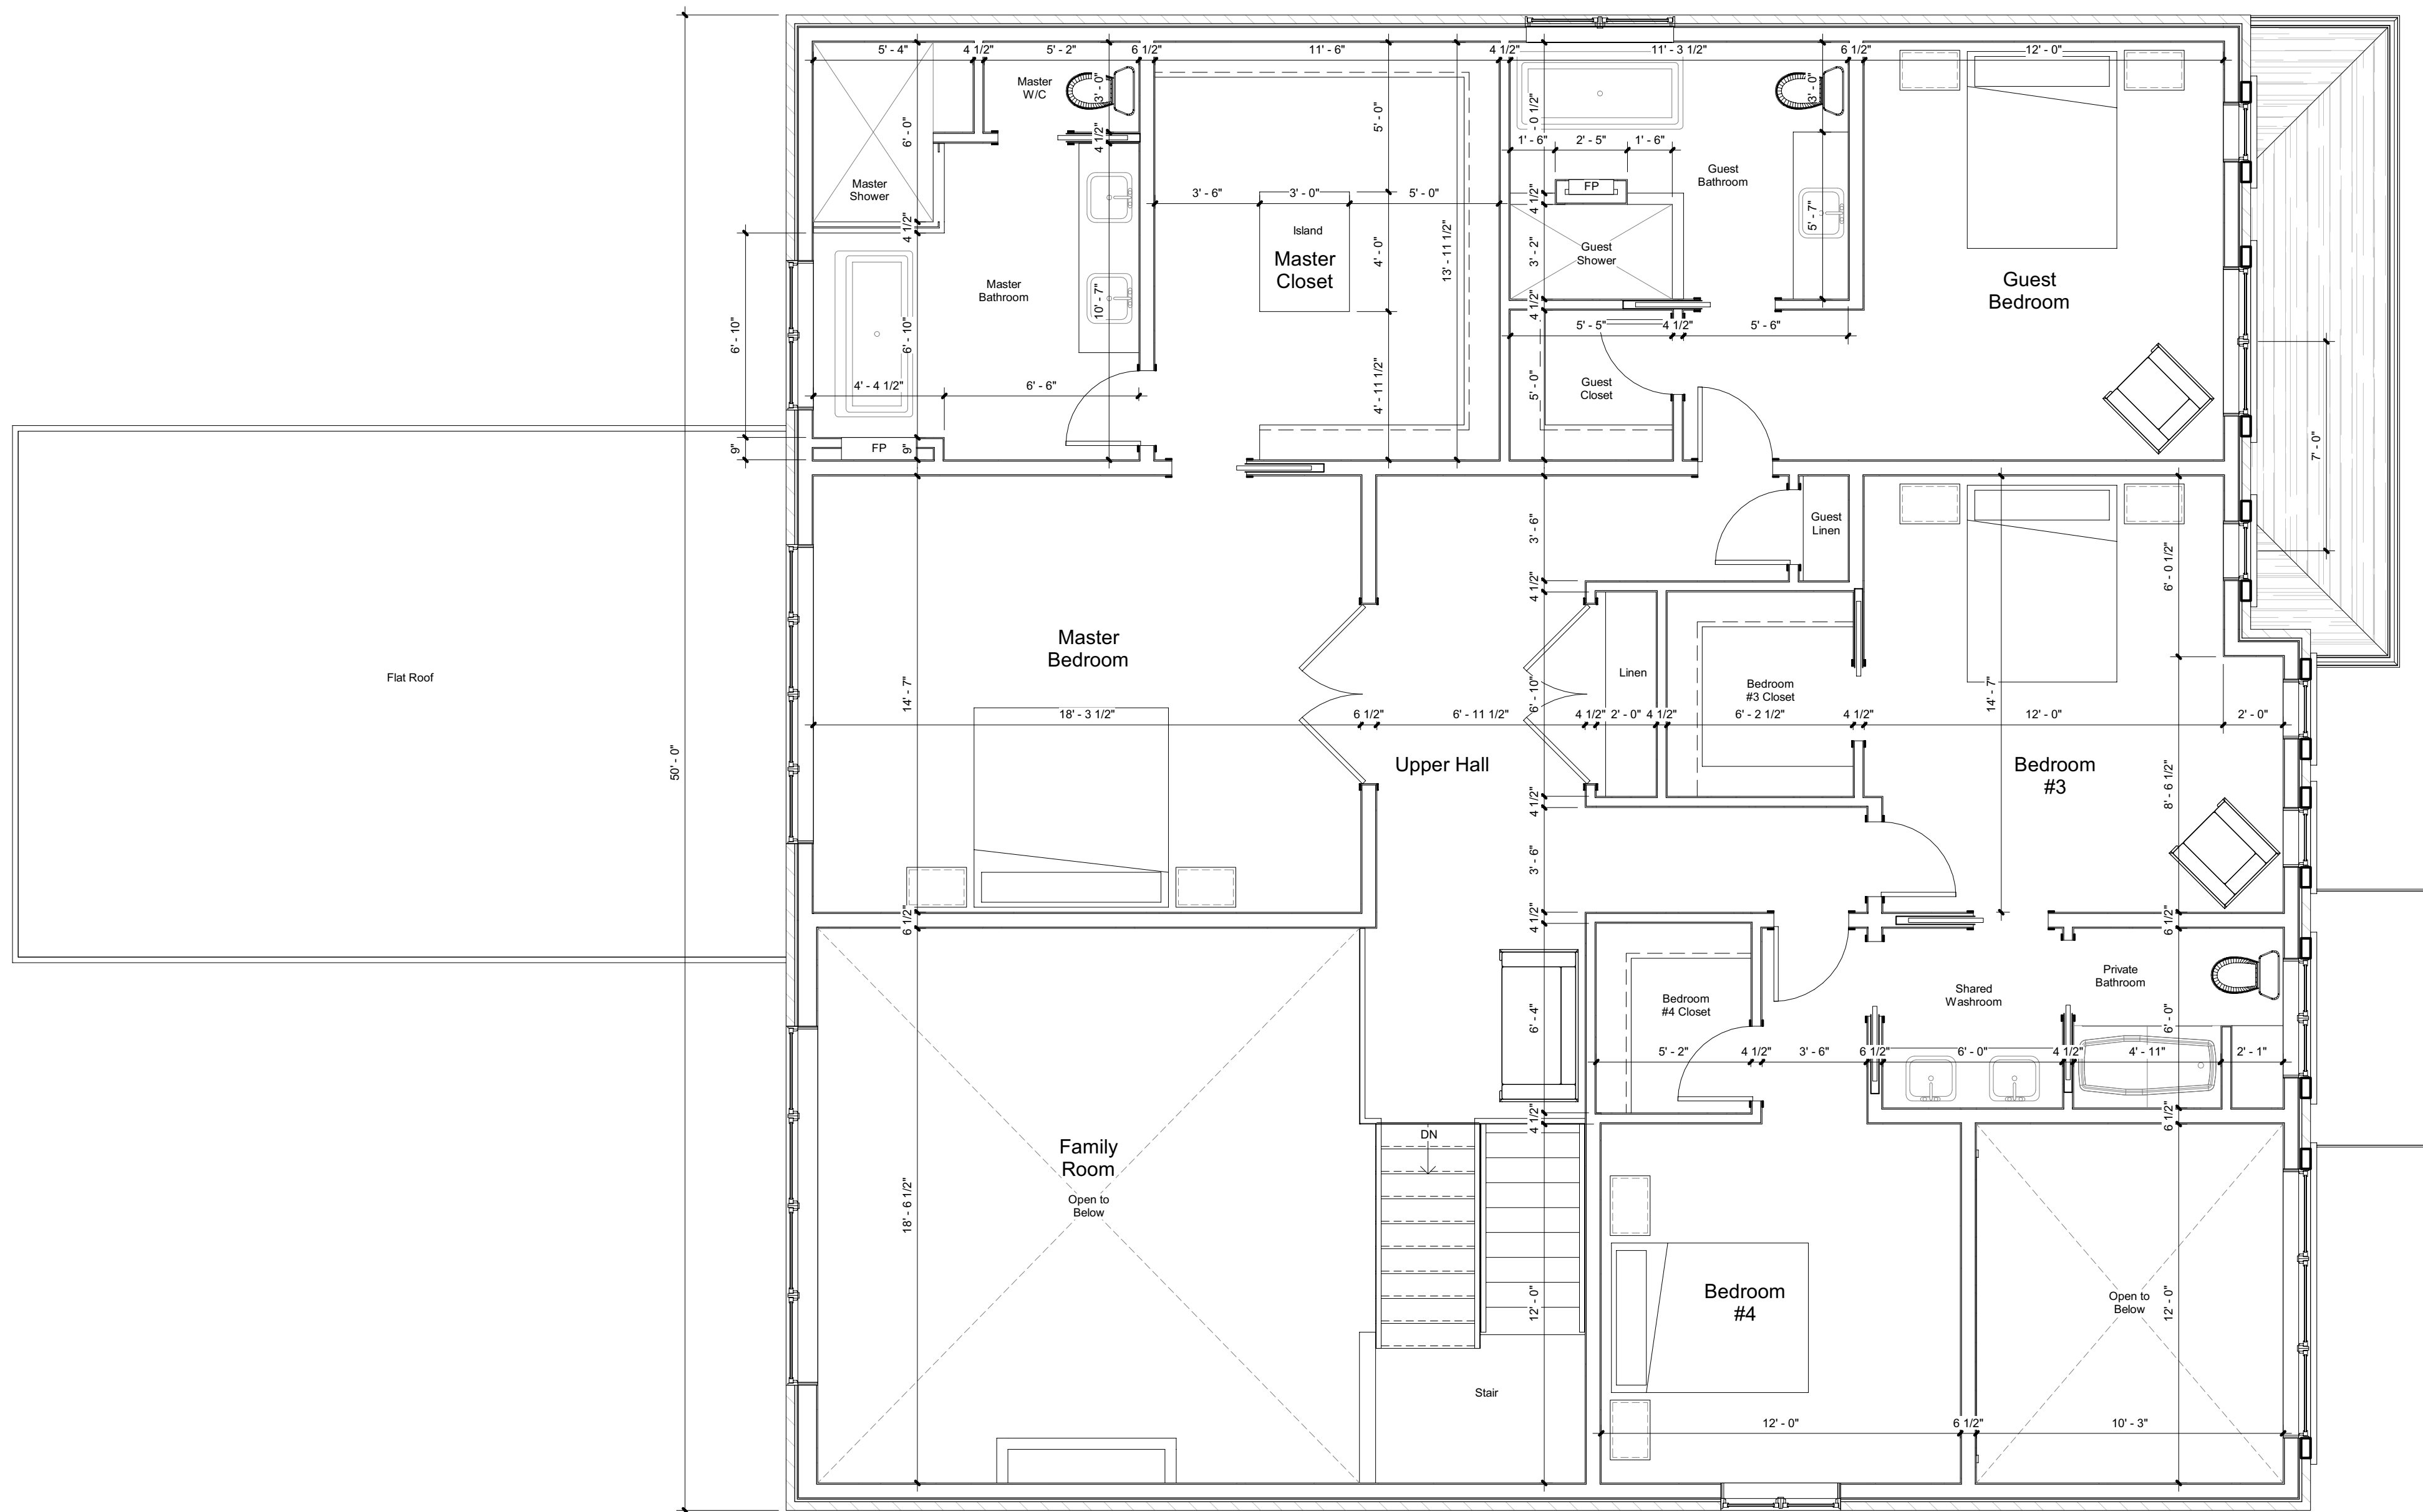 5' - 4"
4 1/2"
5' - 2"
6 1/2"
11' - 6"
4 1/2"
11' - 3 1/2"
6 1/2"
12' - 0"
Master
W/C
3' - 0"
3' - 0"
6' - 0"
4 1/2"
5' - 0"
- 0 1/2"
1' - 6"
2' - 5"
1' - 6"
Guest
Bathroom
Master
Shower
3' - 6"
3' - 0"
5' - 0"
4 1/2"
FP
5' - 7"
4 1/2"
Island
Master
Closet
4' - 0"
13' - 11 1/2"
3' - 2"
Guest
Shower
Guest
Bedroom
Master
Bathroom
10' - 7"
6' - 10"
6' - 10"
4 1/2"
5' - 5"
4 1/2"
5' - 6"
4' - 4 1/2"
6' - 6"
4' - 11 1/2"
5' - 0"
Guest
Closet
7' - 0"
9"
FP
9"
3' - 6"
Guest
Linen
6' - 0 1/2"
4 1/2"
Master
Bedroom
Flat Roof
14' - 7"
6' - 10"
Linen
Bedroom
#3 Closet
14' - 7"
18' - 3 1/2"
6 1/2"
6' - 11 1/2"
4 1/2"
2' - 0"
4 1/2"
6' - 2 1/2"
4 1/2"
12' - 0"
2' - 0"
50' - 0"
Upper Hall
Bedroom
#3
8' - 6 1/2"
4 1/2"
3' - 6"
6 1/2"
4 1/2"
6 1/2"
Private
Bathroom
Shared
Washroom
Bedroom
#4 Closet
6' - 4"
6' - 0"
5' - 2"
4 1/2"
3' - 6"
6 1/2"
6' - 0"
4 1/2"
4' - 11"
2' - 1"
4 1/2"
6 1/2"
DN
Family
Room
Open to
Below
18' - 6 1/2"
12' - 0"
Bedroom
#4
Open to
Below
12' - 0"
Stair
12' - 0"
6 1/2"
10' - 3"